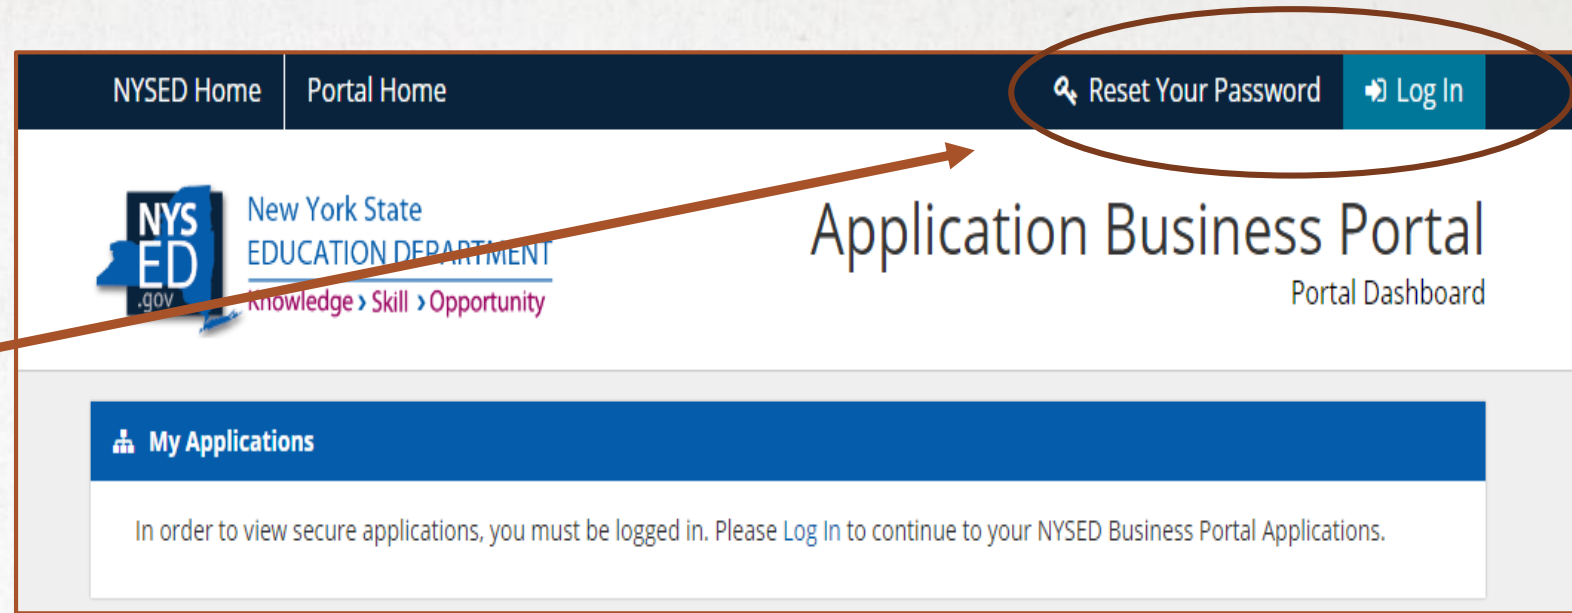 NYSED Home Portal Home Reset Your Password Log In
NYS
ED
.gov
New York State
EDUCATION DEPARTMENT
Knowledge › Skill › Opportunity
Application Business Portal
Portal Dashboard
My Applications
In order to view secure applications, you must be logged in. Please Log In to continue to your NYSED Business Portal Applications.